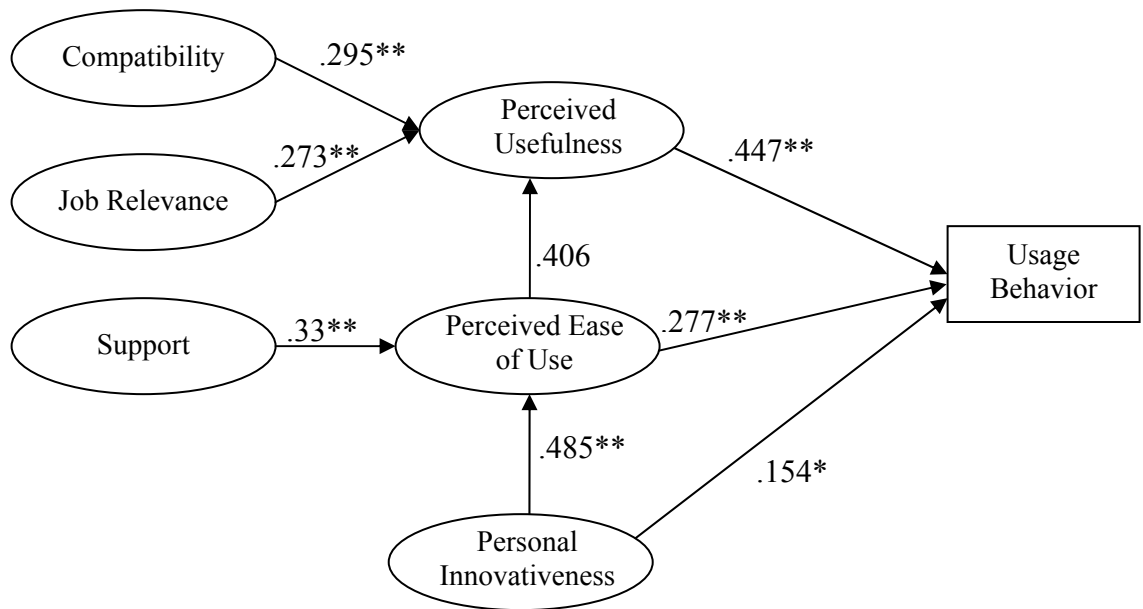 Compatibility
.295**
Perceived
Usefulness
.447**
Job Relevance
.273**
.406
Usage
Behavior
Support
.33**
Perceived Ease
of Use
.277**
.485**
.154*
Personal
Innovativeness